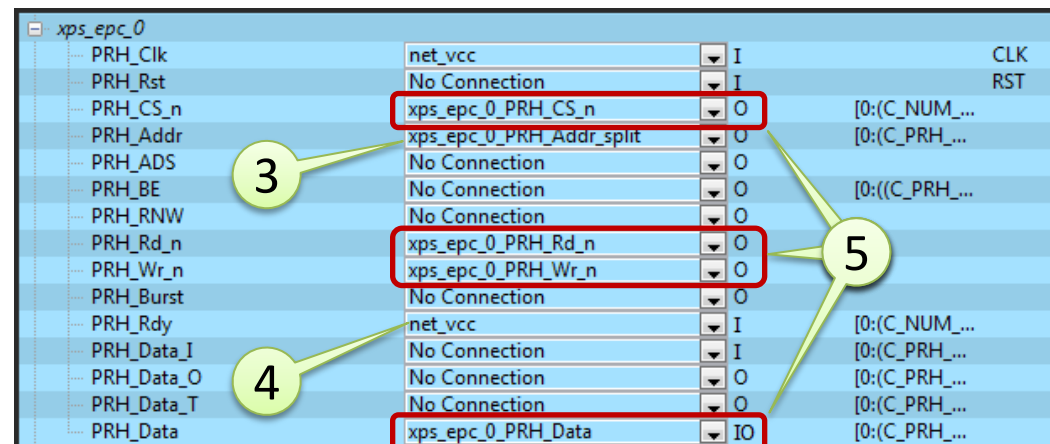 xps_epc_0
PRH_Clk net_vcc I CLK
PRH_Rst No Connection I RST
PRH_CS_n xps_epc_0_PRH_CS_n O [0:(C_NUM_...
PRH_Addr xps_epc_0_PRH_Addr_split O [0:(C_PRH_...
PRH_ADS No Connection O
3
PRH_BE No Connection O [0:((C_PRH_...
PRH_RNW No Connection O
PRH_Rd_n xps_epc_0_PRH_Rd_n O
5
PRH_Wr_n xps_epc_0_PRH_Wr_n O
PRH_Burst No Connection O
PRH_Rdy net_vcc I [0:(C_NUM_...
PRH_Data_I No Connection I [0:(C_PRH_...
4
PRH_Data_O No Connection O [0:(C_PRH_...
PRH_Data_T No Connection O [0:(C_PRH_...
PRH_Data xps_epc_0_PRH_Data IO [0:(C_PRH_...